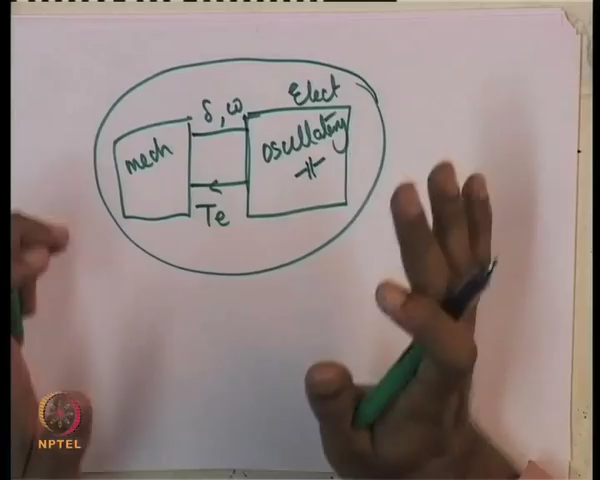 Elect
δ, ω
mech
oscillatory
Te
NPTEL